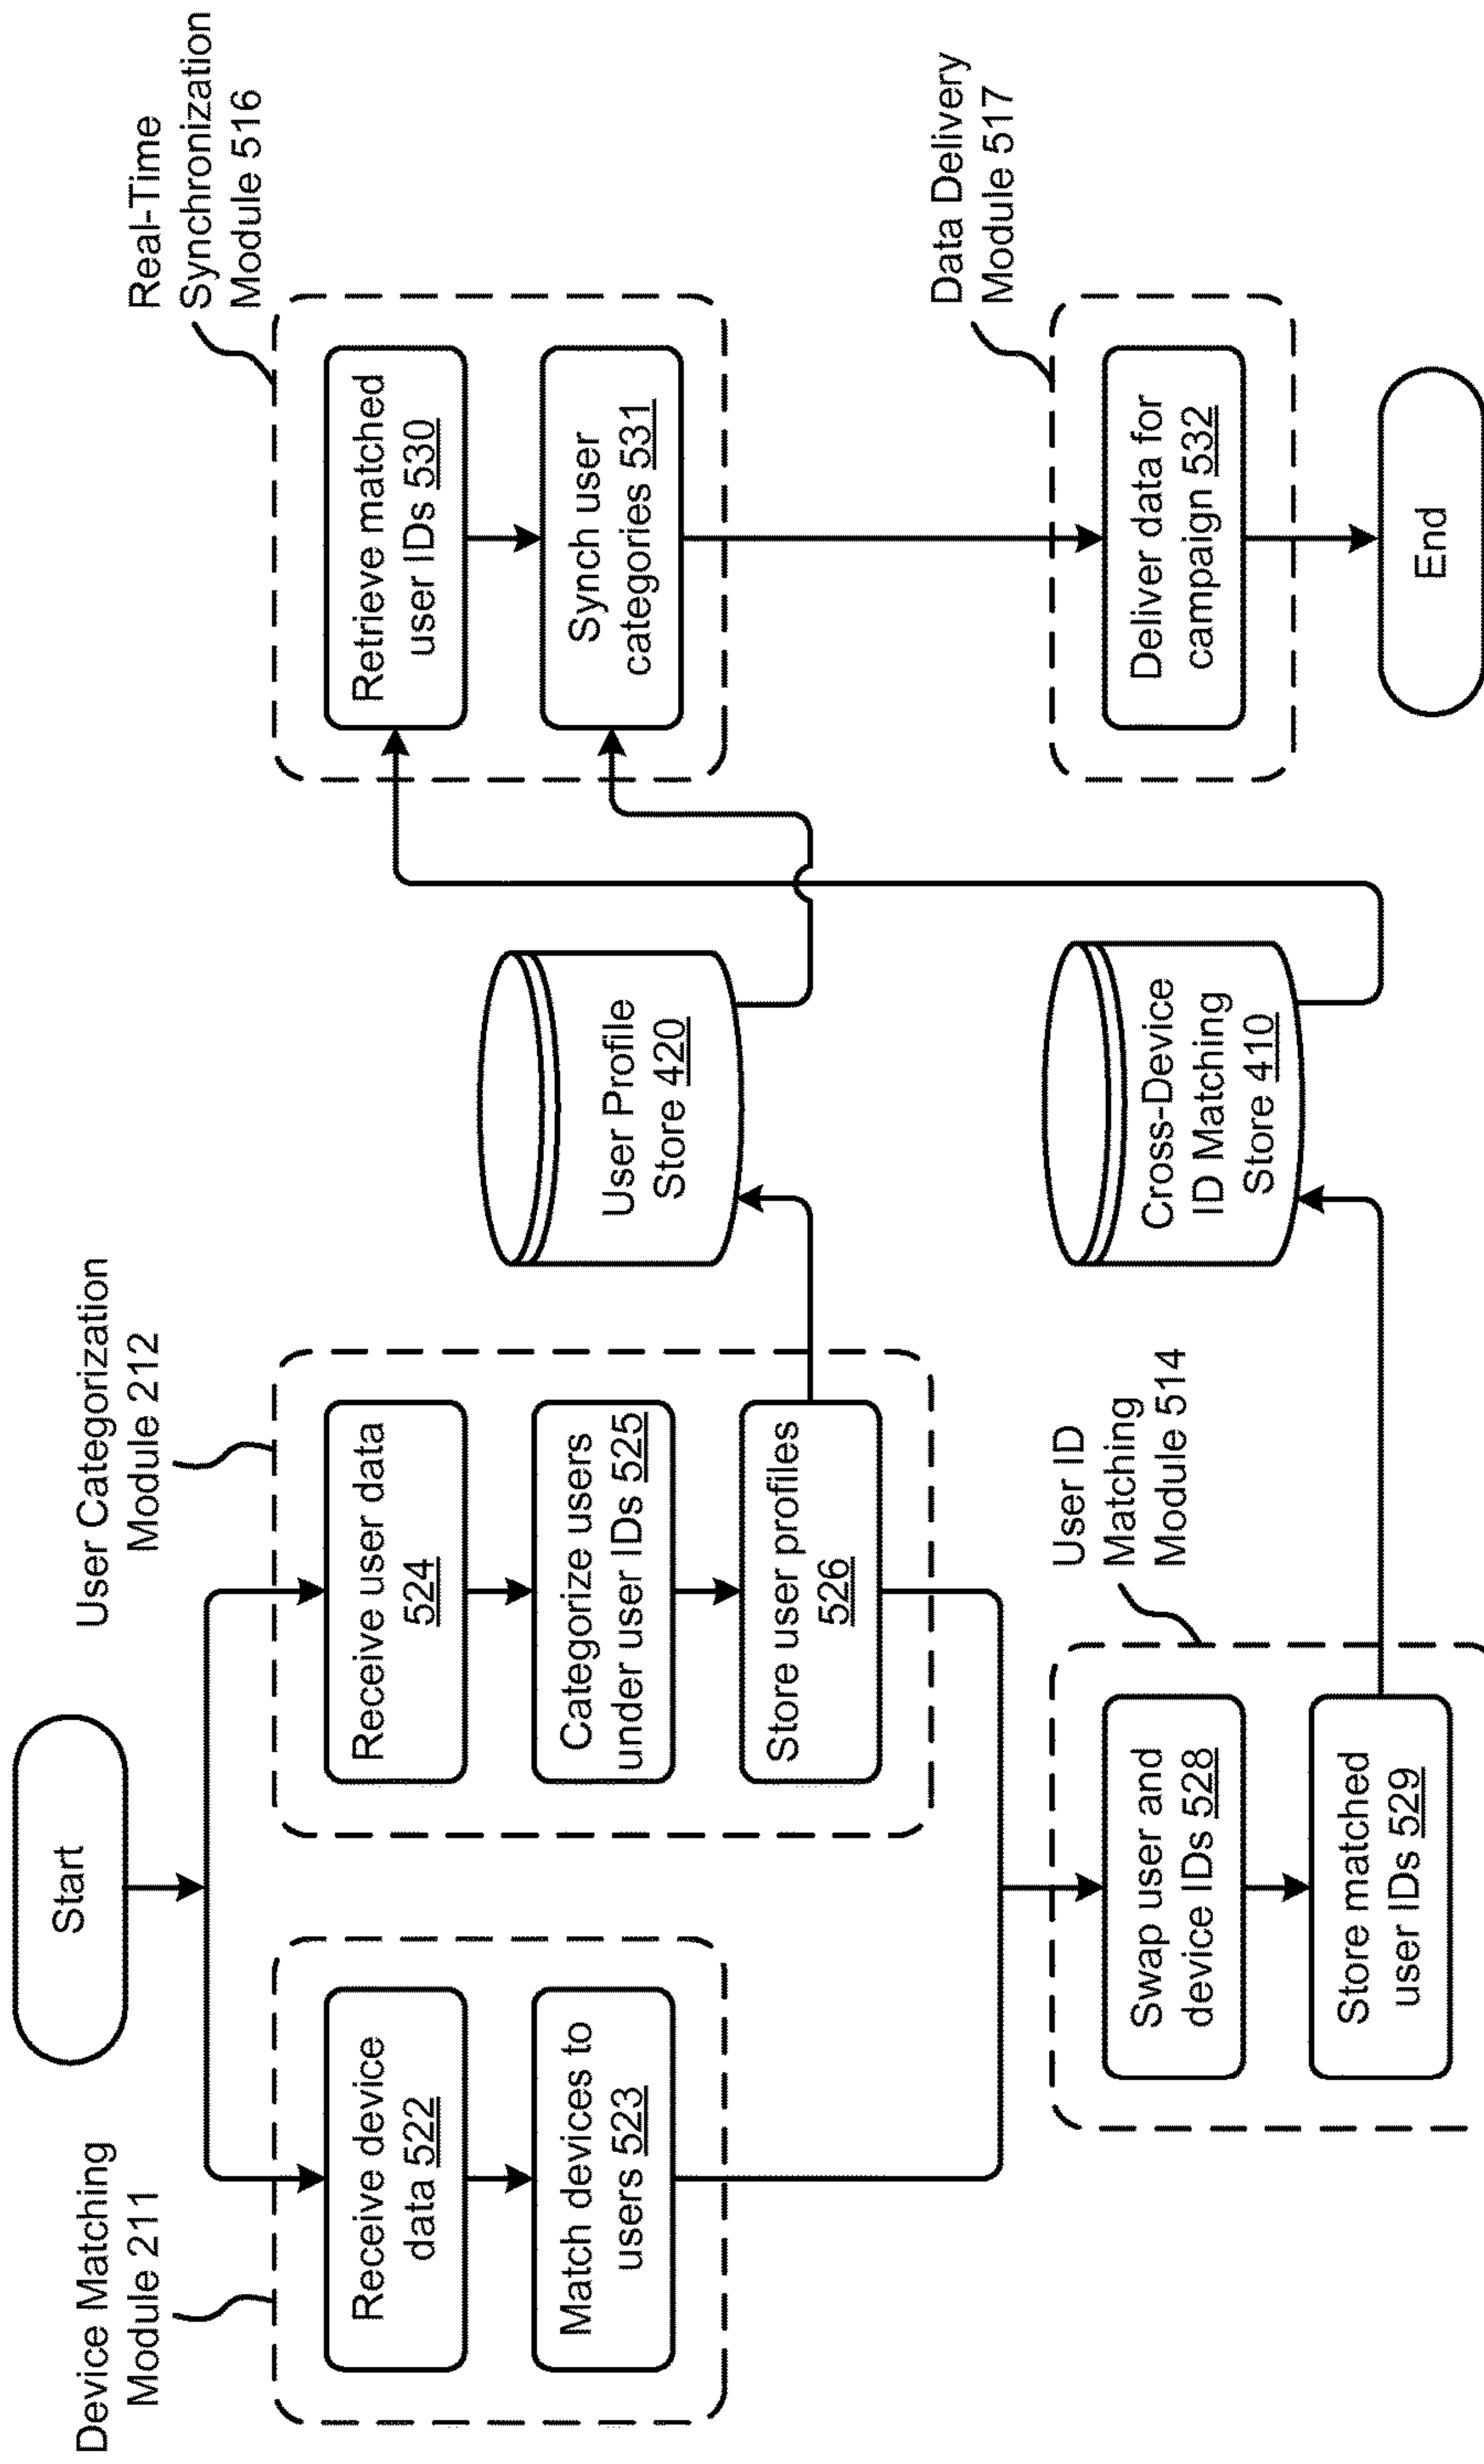 Start
Device Matching
Module 211
Receive device
data 522
Match devices to
users 523
User Categorization
Module 212
Receive user data
524
Categorize users
under user IDs 525
Store user profiles
526
User ID
Matching
Module 514
Swap user and
device IDs 528
Store matched
user IDs 529
User Profile
Store 420
Cross-Device
ID Matching
Store 410
Real-Time
Synchronization
Module 516
Retrieve matched
user IDs 530
Synch user
categories 531
Data Delivery
Module 517
Deliver data for
campaign 532
End